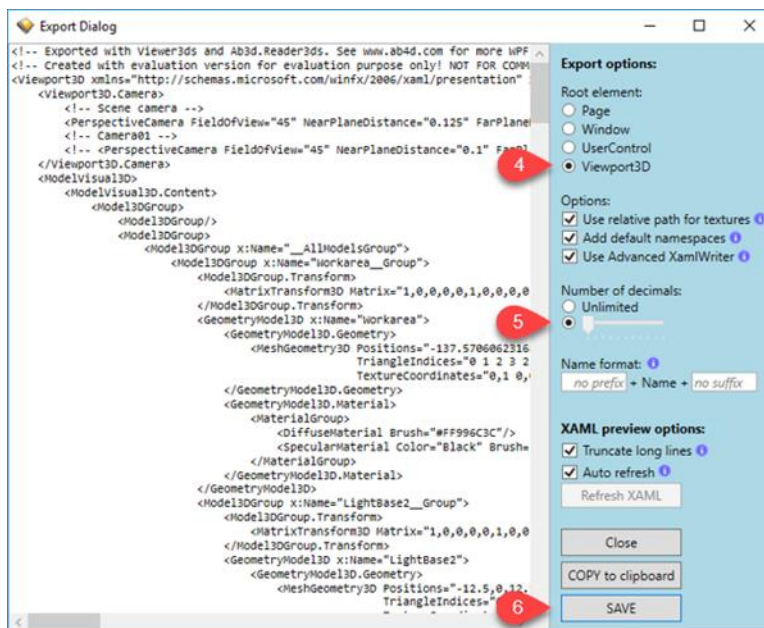 Export Dialog
<!-- Exported with Viewer3ds and Ab3d.Reader3ds. See www.ab4d.com for more WPF
<!-- Created with evaluation version for evaluation purpose only! NOT FOR COMM
<Viewport3D xmlns="http://schemas.microsoft.com/winfx/2006/xaml/presentation"
<Viewport3D.Camera>
<!-- Scene camera -->
<PerspectiveCamera FieldOfView="45" NearPlaneDistance="0.125" FarPlane
<!-- Camera01 -->
<!-- <PerspectiveCamera FieldOfView="45" NearPlaneDistance="0.1"
</Viewport3D.Camera>
<ModelVisual3D>
<ModelVisual3D.Content>
<Model3DGroup>
<Model3DGroup/>
<Model3DGroup>
<Model3DGroup x:Name="__AllModelsGroup">
<Model3DGroup x:Name="Workarea__Group">
<Model3DGroup.Transform>
<MatrixTransform3D Matrix="1,0,0,0,0,1,0,0,0,0
</Model3DGroup.Transform>
<GeometryModel3D x:Name="Workarea">
<GeometryModel3D.Geometry>
<MeshGeometry3D Positions="-137.5706062316
TriangleIndices="0 1 2 3 2
TextureCoordinates="0,1 0,
</GeometryModel3D.Geometry>
<GeometryModel3D.Material>
<MaterialGroup>
<DiffuseMaterial Brush="#FF996C3C"/>
<SpecularMaterial Color="Black" Brush=
</MaterialGroup>
</GeometryModel3D.Material>
</GeometryModel3D>
<Model3DGroup x:Name="LightBase2__Group">
<Model3DGroup.Transform>
<MatrixTransform3D Matrix="1,0,0,0,0,1,0,0
</Model3DGroup.Transform>
<GeometryModel3D x:Name="LightBase2">
<GeometryModel3D.Geometry>
<MeshGeometry3D Positions="-12.5,0,12.
TriangleIndices=
Export options:
Root element:
Page
Window
UserControl
4
Viewport3D
Options:
Use relative path for textures
Add default namespaces
Use Advanced XamlWriter
Number of decimals:
Unlimited
5
Name format:
no prefix + Name + no suffix
XAML preview options:
Truncate long lines
Auto refresh
Refresh XAML
Close
COPY to clipboard
6
SAVE